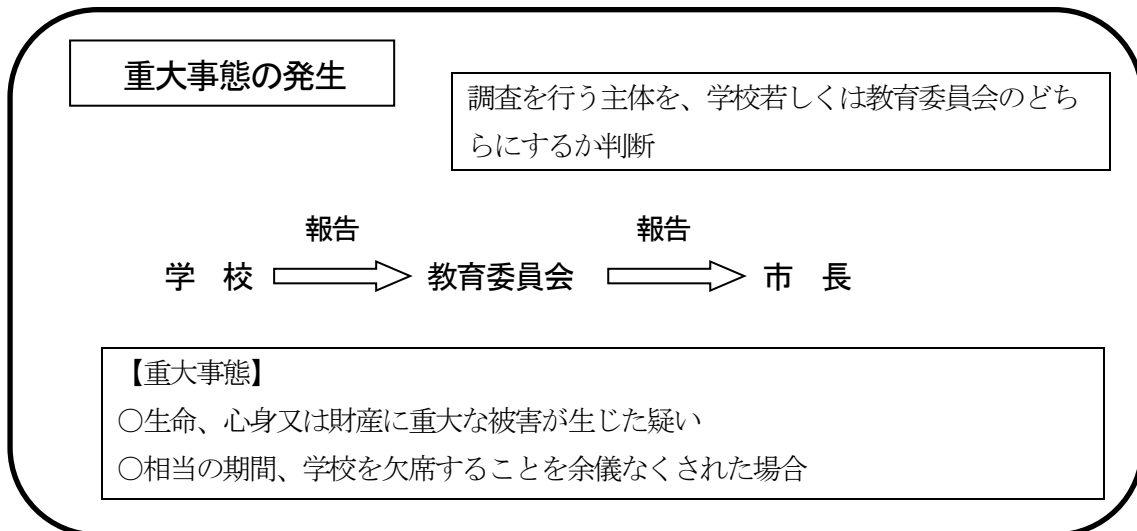 重大事態の発生
調査を行う主体を、学校若しくは教育委員会のどち
らにするか判断
報告 報告
学 校 教育委員会 市 長
【重大事態】
○生命、心身又は財産に重大な被害が生じた疑い
○相当の期間、学校を欠席することを余儀なくされた場合